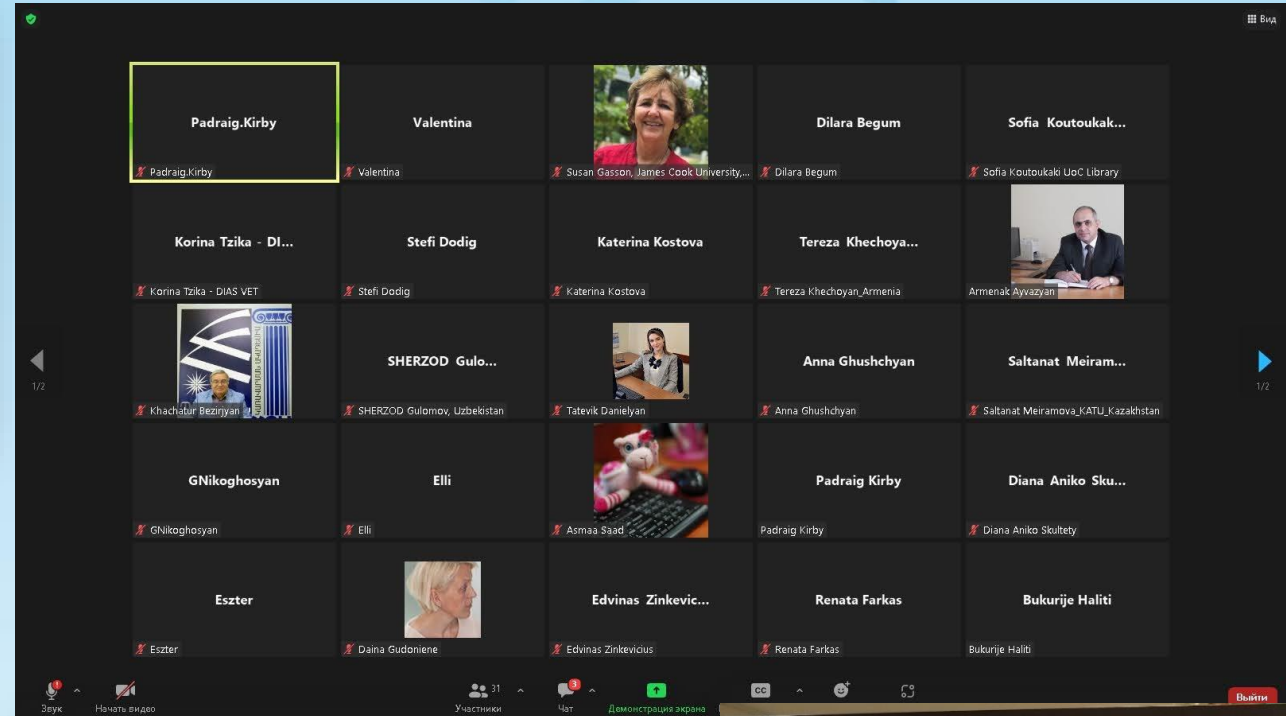 Вид
Padraig.Kirby
Valentina
Dilara Begum
Sofia Koutoukak...
Padraig.Kirby
Valentina
Susan Gasson, James Cook University,...
Dilara Begum
Sofia Koutoukaki UoC Library
Korina Tzika - DI...
Stefi Dodig
Katerina Kostova
Tereza Khechoya...
Korina Tzika - DIAS VET
Stefi Dodig
Katerina Kostova
Tereza Khechoyan_Armenia
Armenak Ayvazyan
SHERZOD Gulo...
Anna Ghushchyan
Saltanat Meiram...
1/2
1/2
Khachatur Bezirjyan
SHERZOD Gulomov, Uzbekistan
Tatevik Danielyan
Anna Ghushchyan
Saltanat Meiramova_KATU_Kazakhstan
GNikoghosyan
Elli
Padraig Kirby
Diana Aniko Sku...
GNikoghosyan
Elli
Asmaa Saad
Padraig Kirby
Diana Aniko Skultety
Eszter
Edvinas Zinkevic...
Renata Farkas
Bukurije Haliti
Eszter
Daina Gudoniene
Edvinas Zinkevicius
Renata Farkas
Bukurije Haliti
31
3
CC
Звук
Начать видео
Участники
Чат
Демонстрация экрана
Выйти